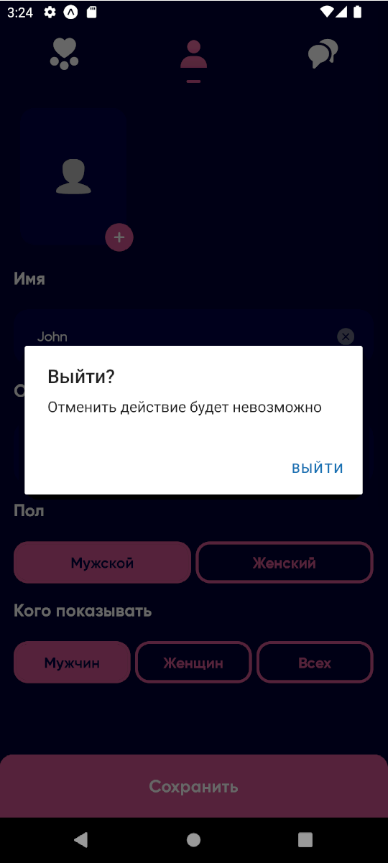 3:24
Имя
John
О
Выйти?
Отменить действие будет невозможно
ВЫЙТИ
Пол
Мужской Женский
Кого показывать
Мужчин Женщин Всех
Сохранить